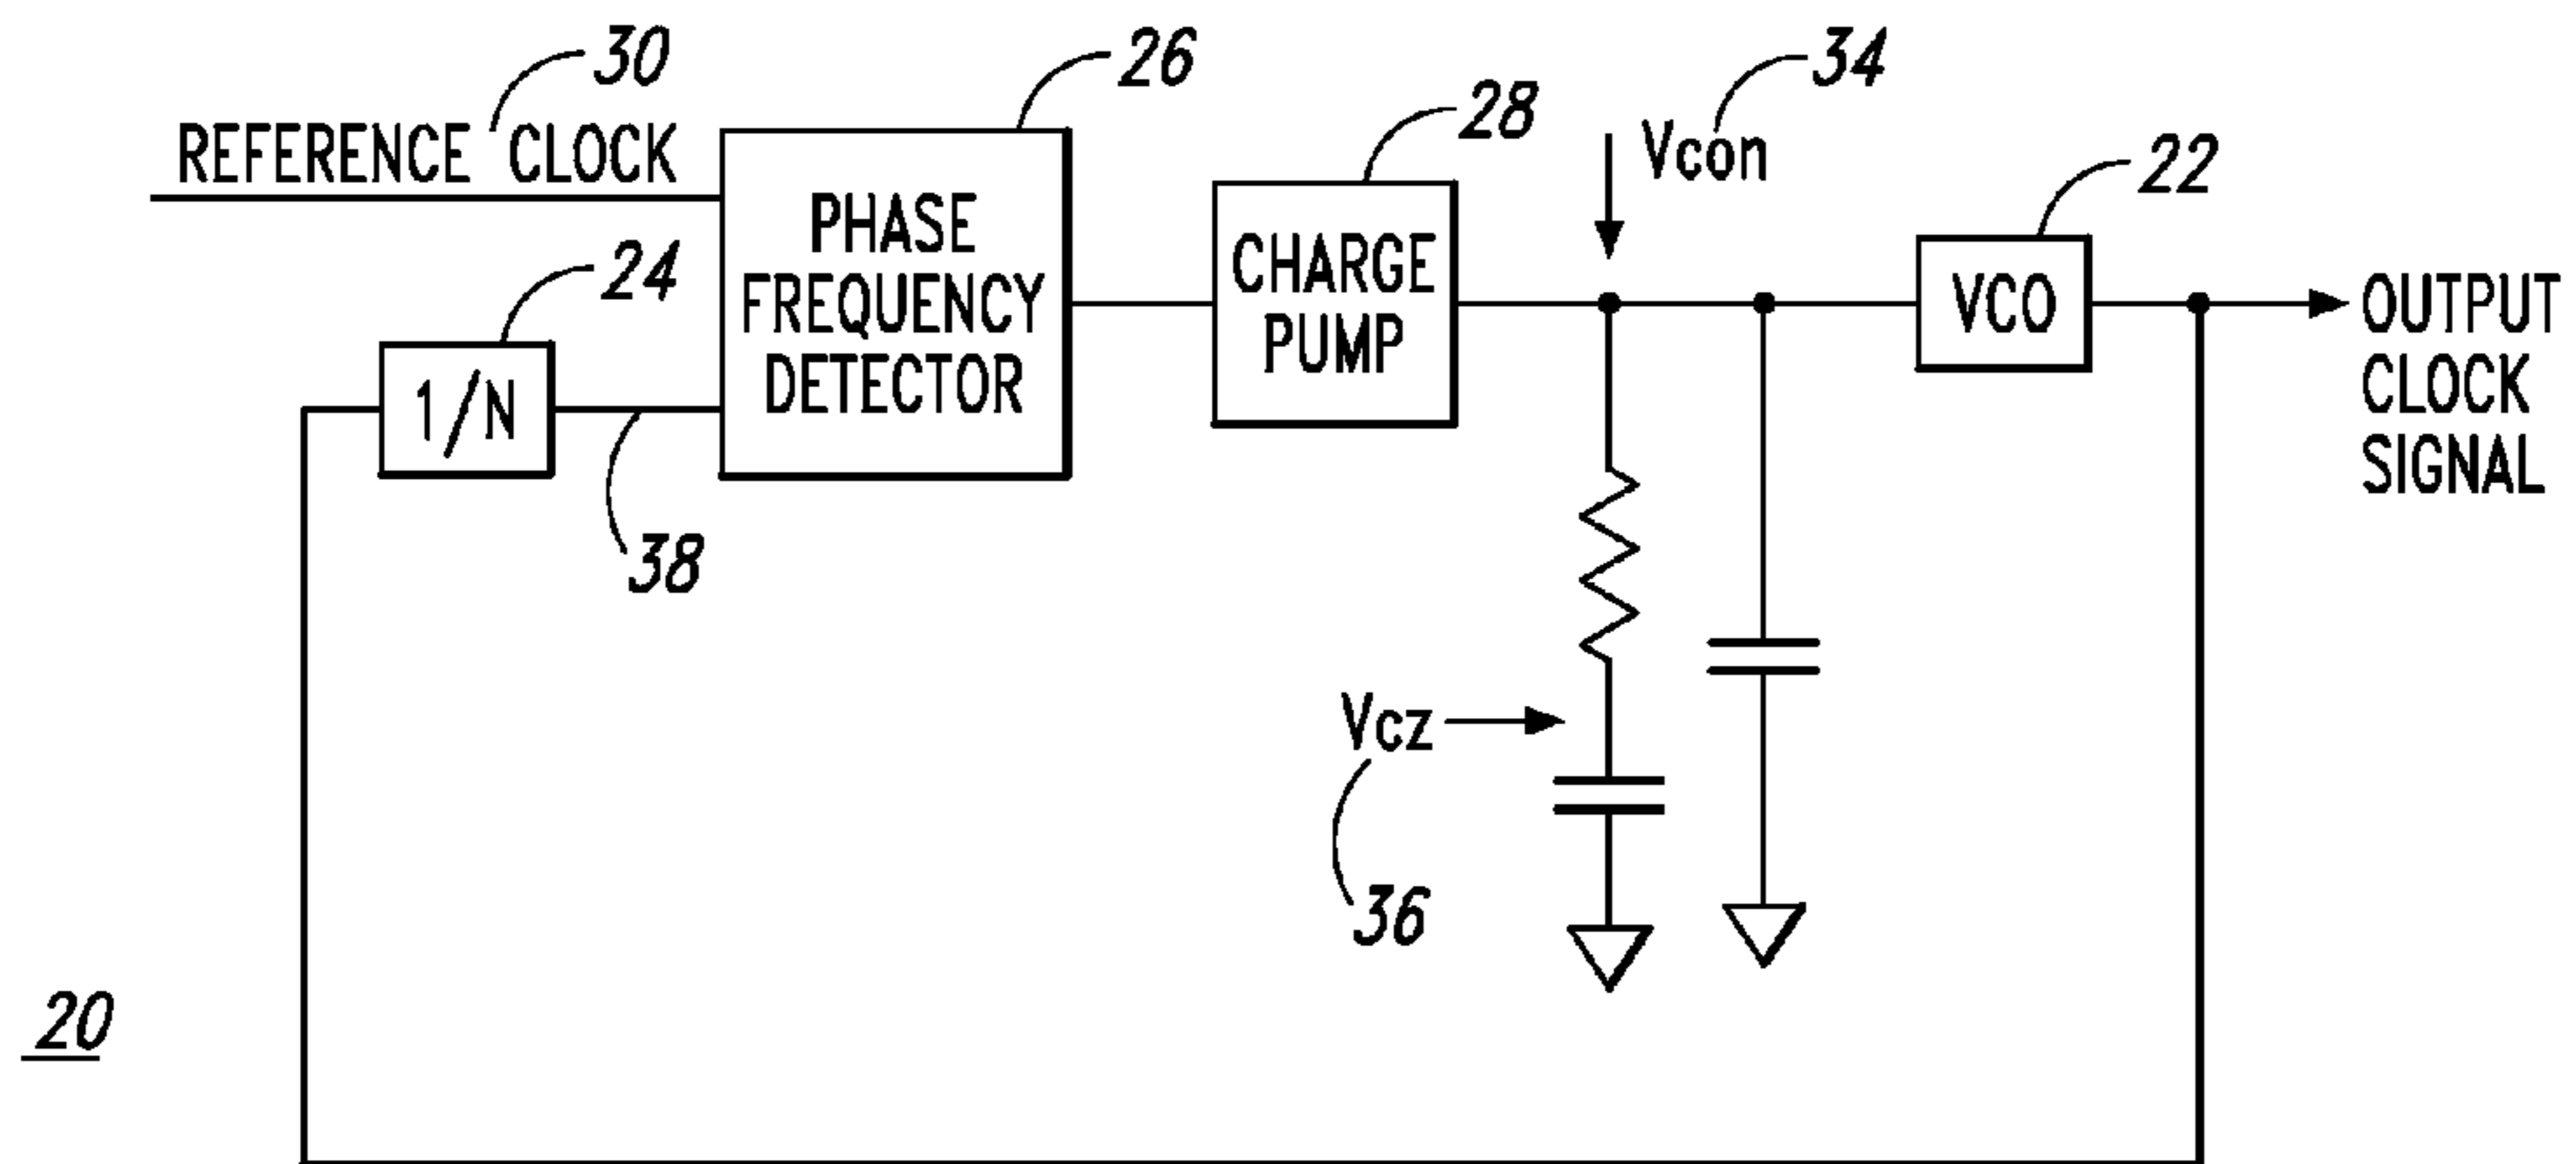 30
26
34
28
REFERENCE CLOCK
Vcon
22
PHASE
FREQUENCY
DETECTOR
CHARGE
PUMP
VCO
OUTPUT
CLOCK
SIGNAL
24
1/N
38
Vcz
36
20